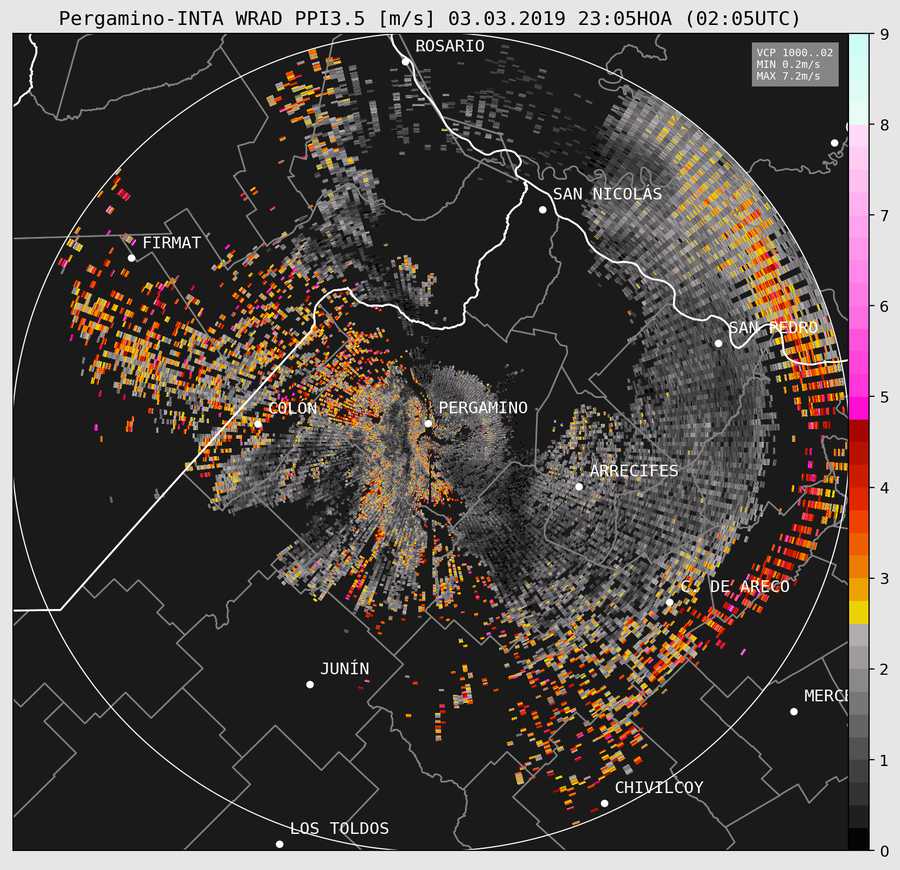 Pergamino-INTA WRAD PPI3.5 [m/s] 03.03.2019 23:05HOA (02:05UTC)
VCP 1000..02
MIN 0.2m/s
MAX 7.2m/s
ROSARIO
SAN NICOLÁS
FIRMAT
SAN PEDRO
COLÓN
PERGAMINO
ARRECIFES
C. DE ARECO
JUNÍN
MERCE
CHIVILCOY
LOS TOLDOS
9
8
7
6
5
4
3
2
1
0